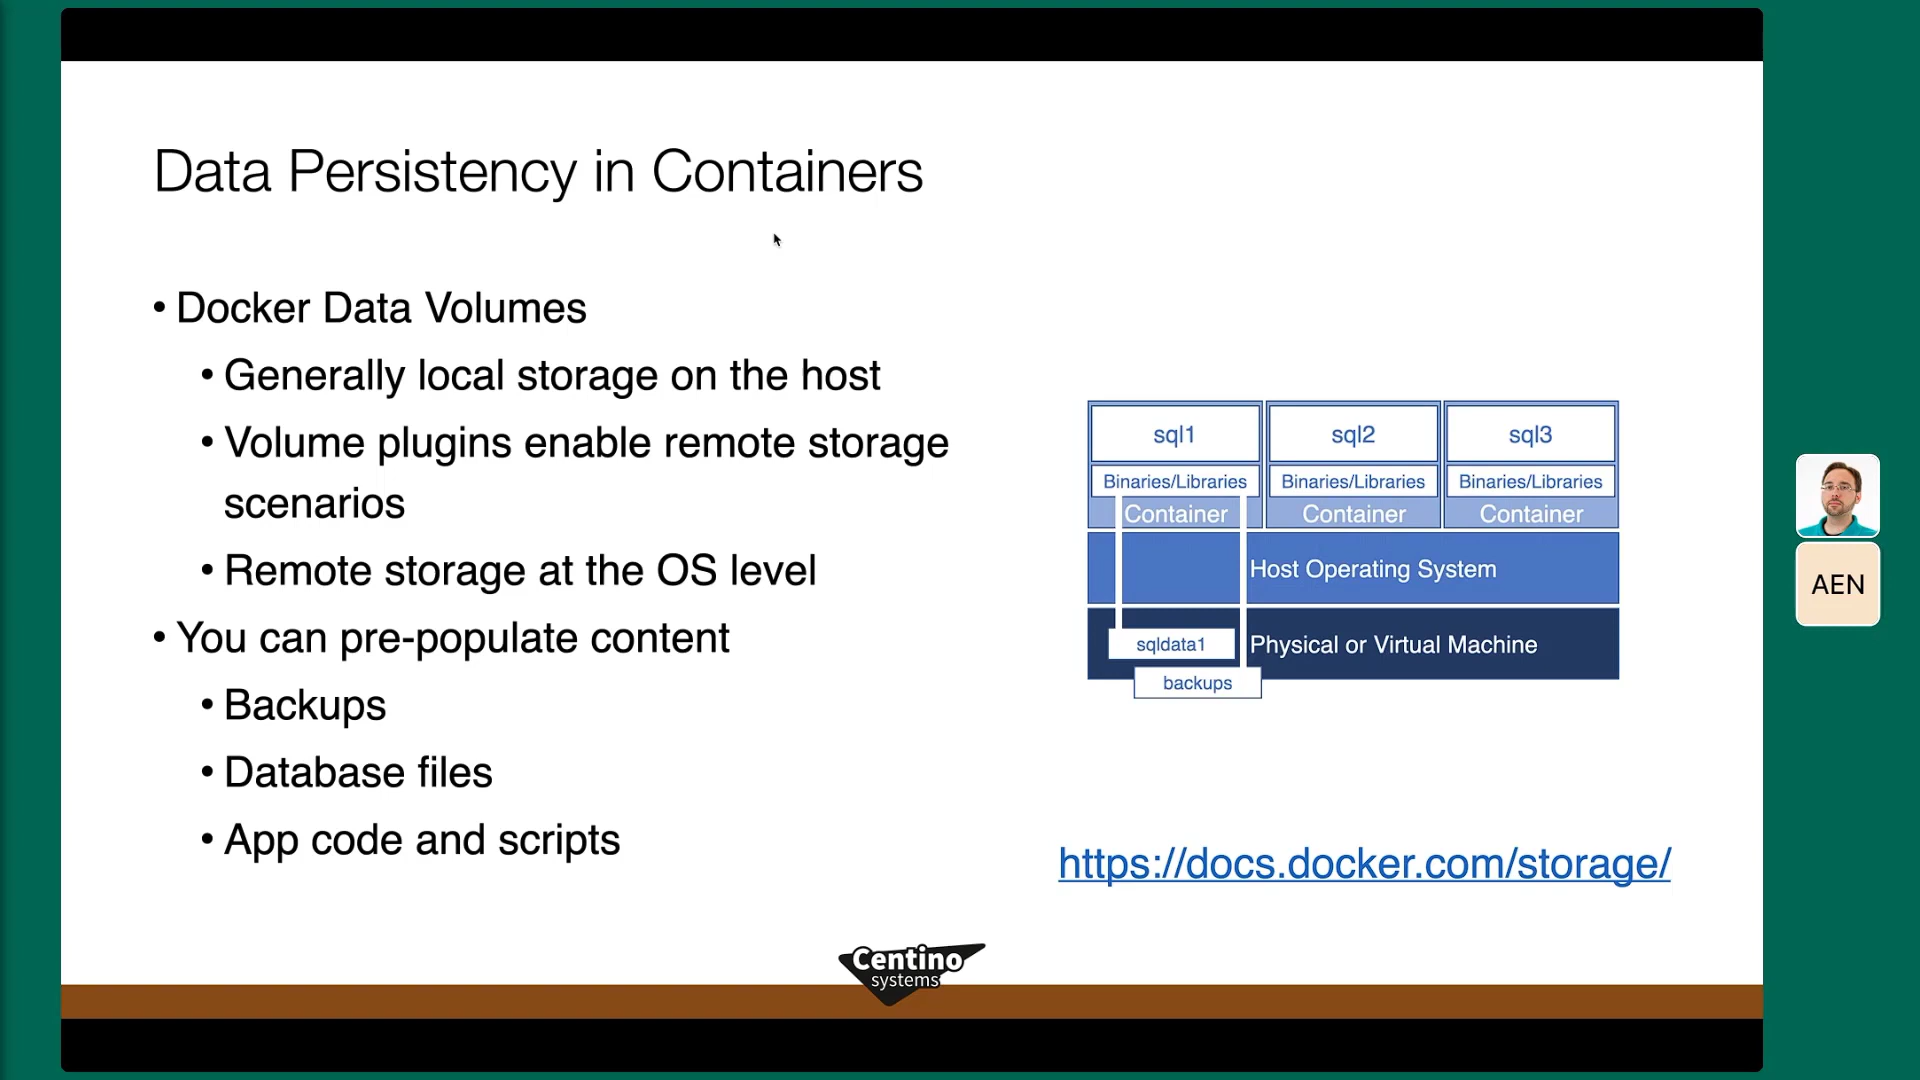 Data Persistency in Containers
• Docker Data Volumes
• Generally local storage on the host
• Volume plugins enable remote storage
scenarios
• Remote storage at the OS level
• You can pre-populate content
• Backups
• Database files
• App code and scripts
sql1
sql2
sql3
Binaries/Libraries
Binaries/Libraries
Binaries/Libraries
Container
Container
Container
Host Operating System
sqldata1
Physical or Virtual Machine
backups
https://docs.docker.com/storage/
Centino
systems
AEN